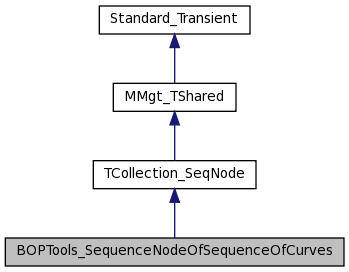 Standard_Transient
MMgt_TShared
TCollection_SeqNode
BOPTools_SequenceNodeOfSequenceOfCurves